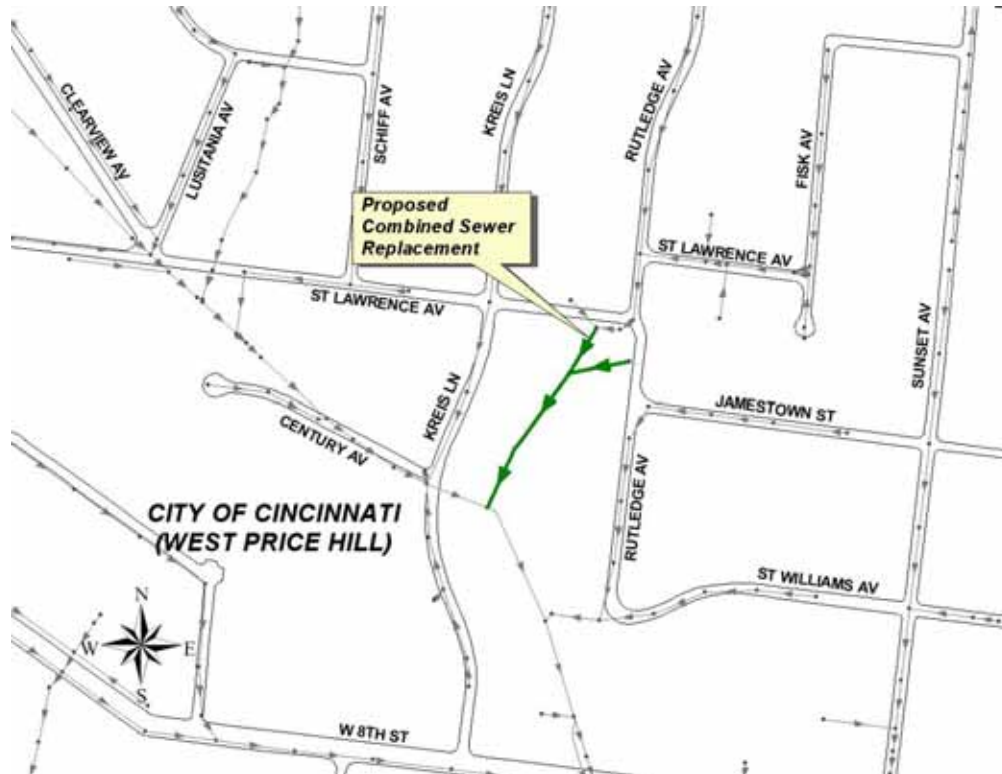 CLEARVIEW AV
LUSITANIA AV
SCHIFF AV
KREIS LN
RUTLEDGE AV
FISK AV
Proposed
Combined Sewer
Replacement
ST LAWRENCE AV
ST LAWRENCE AV
SUNSET AV
KREIS LN
CENTURY AV
JAMESTOWN ST
RUTLEDGE AV
CITY OF CINCINNATI
(WEST PRICE HILL)
ST WILLIAMS AV
N
W E
S
W 8TH ST